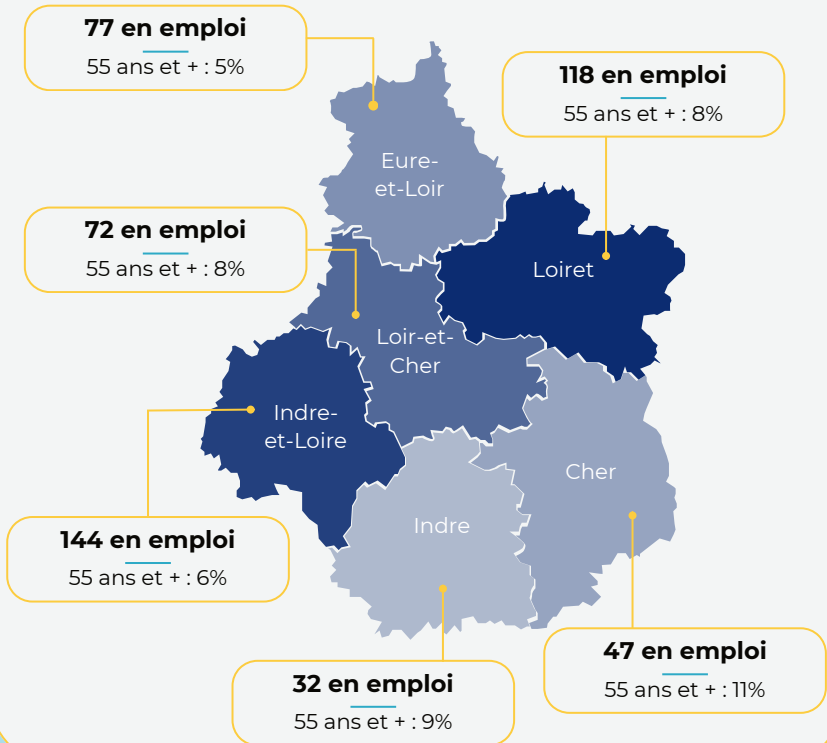 77 en emploi
55 ans et + : 5%
118 en emploi
55 ans et + : 8%
Eure-
et-Loir
72 en emploi
55 ans et + : 8%
Loiret
Loir-et-
Cher
Indre-
et-Loire
Cher
Indre
144 en emploi
55 ans et + : 6%
47 en emploi
55 ans et + : 11%
32 en emploi
55 ans et + : 9%